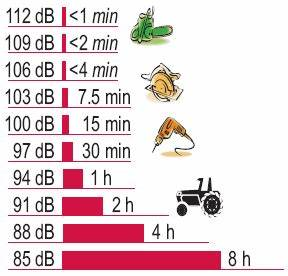 112 dB <1 min
109 dB <2 min
106 dB <4 min
103 dB 7.5 min
100 dB 15 min
97 dB 30 min
94 dB 1 h
91 dB 2 h
88 dB 4 h
85 dB 8 h